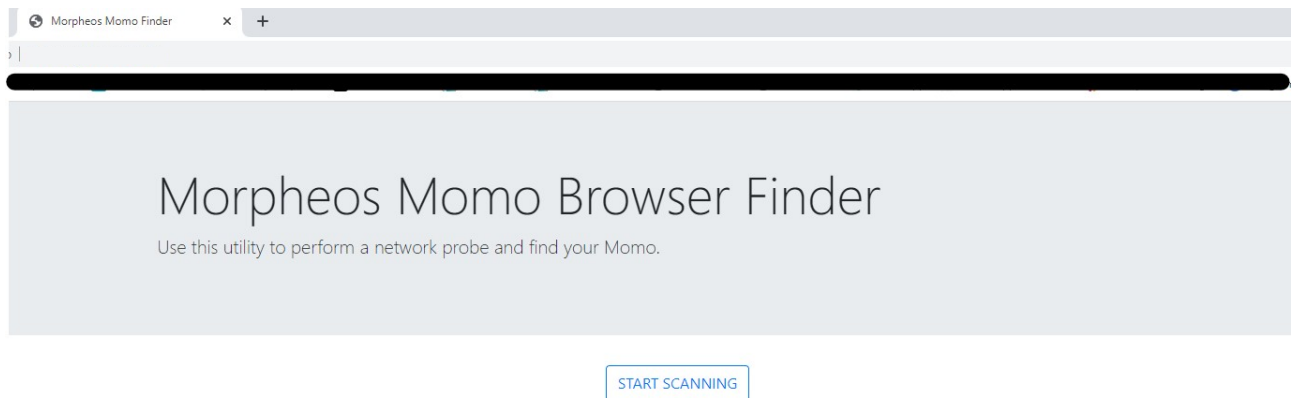 Morpheos Momo Finder
Morpheos Momo Browser Finder
Use this utility to perform a network probe and find your Momo.
START SCANNING